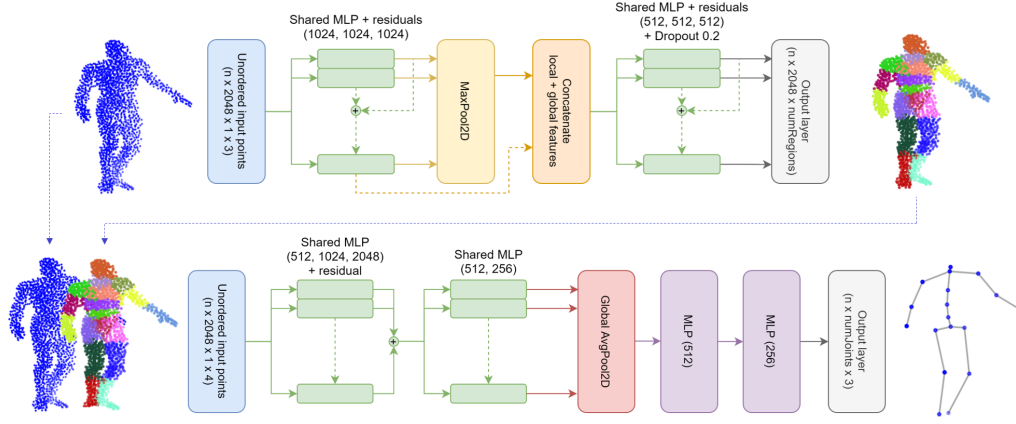 Shared MLP + residuals
(1024, 1024, 1024)
Shared MLP + residuals
(512, 512, 512)
+ Dropout 0.2
Unordered input points
(n x 2048 x 1 x 3)
+
MaxPool2D
Concatenate
local + global features
+
Output layer
(n x 2048 x numRegions)
Shared MLP
(512, 1024, 2048)
+ residual
Shared MLP
(512, 256)
Unordered input points
(n x 2048 x 1 x 4)
+
Global AvgPool2D
MLP (512)
MLP (256)
Output layer
(n x numJoints x 3)